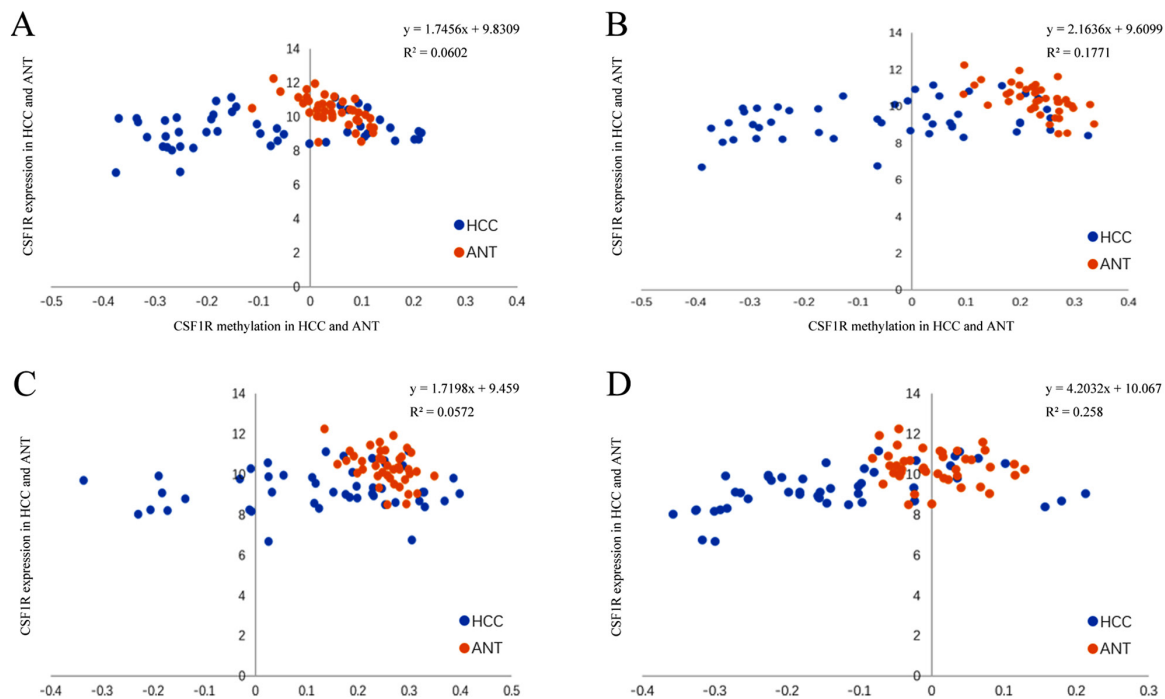 A
y = 1.7456x + 9.8309
R² = 0.0602
CSF1R expression in HCC and ANT
14
12
10
8
6
4
2
0
-0.5 -0.4 -0.3 -0.2 -0.1 0 0.1 0.2 0.3 0.4
HCC
ANT
CSF1R methylation in HCC and ANT
B
y = 2.1636x + 9.6099
R² = 0.1771
CSF1R expression in HCC and ANT
14
12
10
8
6
4
2
0
-0.5 -0.4 -0.3 -0.2 -0.1 0 0.1 0.2 0.3 0.4
HCC
ANT
CSF1R methylation in HCC and ANT
C
y = 1.7198x + 9.459
R² = 0.0572
CSF1R expression in HCC and ANT
14
12
10
8
6
4
2
0
-0.4 -0.3 -0.2 -0.1 0 0.1 0.2 0.3 0.4 0.5
HCC
ANT
D
y = 4.2032x + 10.067
R² = 0.258
CSF1R expression in HCC and ANT
14
12
10
8
6
4
2
0
-0.4 -0.3 -0.2 -0.1 0 0.1 0.2 0.3
HCC
ANT